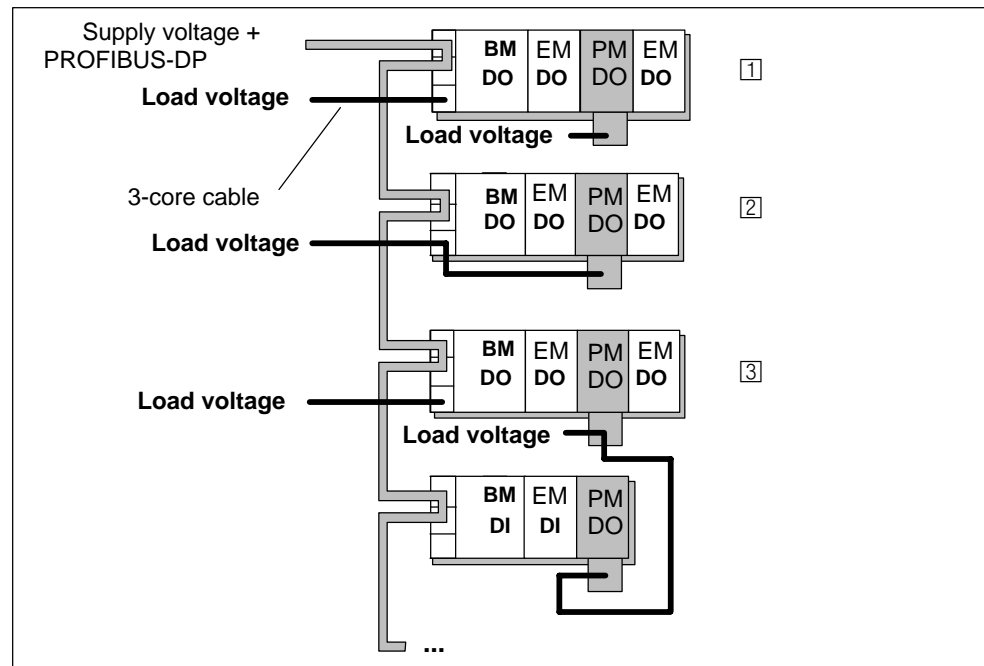 Supply voltage +
PROFIBUS-DP
BM EM PM EM
DO DO DO DO
1
Load voltage
Load voltage
3-core cable
BM EM PM EM
DO DO DO DO
2
Load voltage
BM EM PM EM
DO DO DO DO
3
Load voltage
Load voltage
BM EM PM
DI DI DO
...